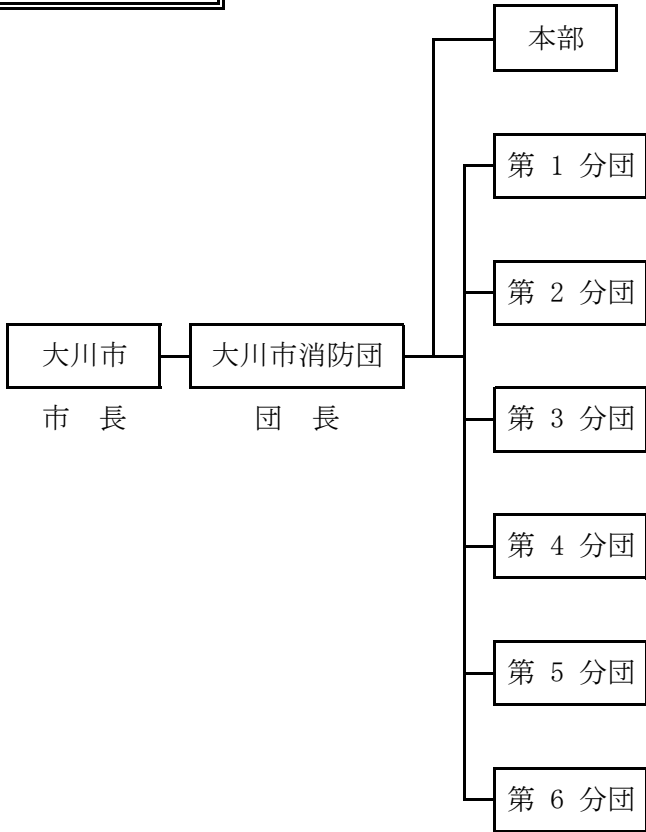 本部
第 1 分団
第 2 分団
大川市
大川市消防団
市 長
団 長
第 3 分団
第 4 分団
第 5 分団
第 6 分団